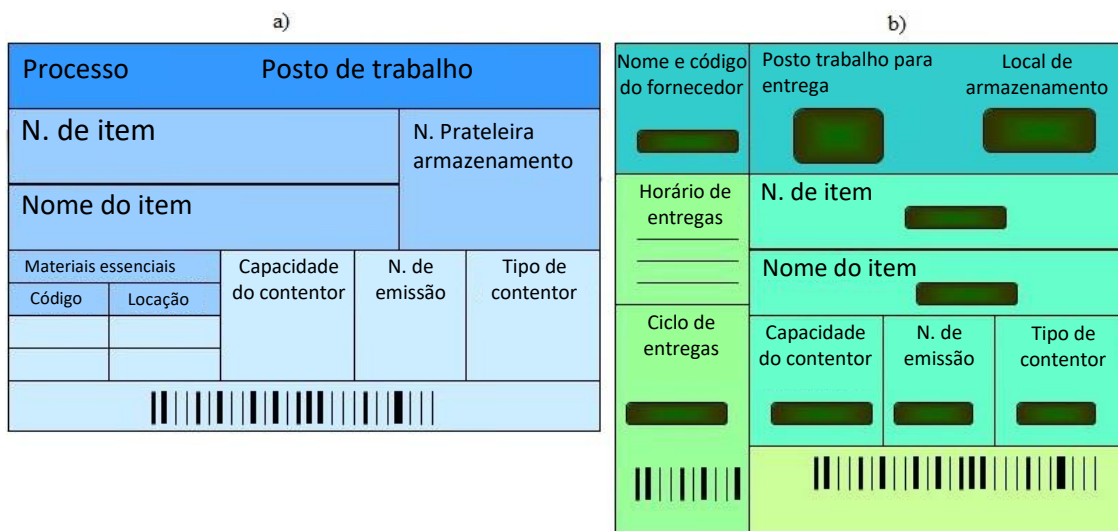 a)
Processo Posto de trabalho
N. de item
N. Prateleira
armazenamento
Nome do item
Materiais essenciais
Código Locação
Capacidade
do contentor
N. de
emissão
Tipo de
contentor
b)
Nome e código
do fornecedor
Posto trabalho para
entrega
Local de
armazenamento
Horário de
entregas
N. de item
Nome do item
Ciclo de
entregas
Capacidade
do contentor
N. de
emissão
Tipo de
contentor